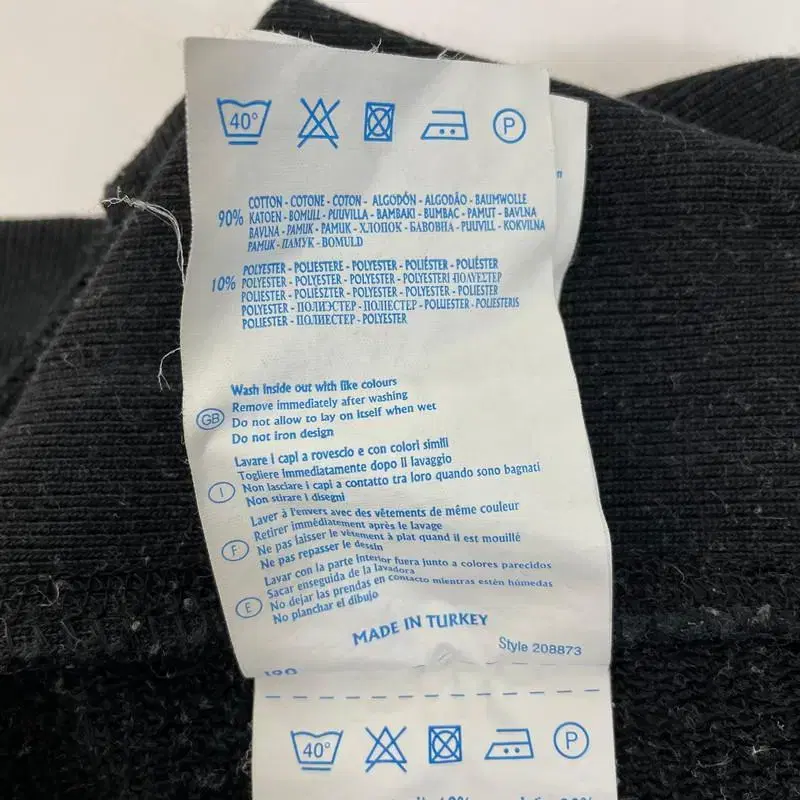 40°
P
90% COTTON - COTONE - COTON - ALGODÓN - ALGODÃO - BAUMWOLLE
KATOEN - BOMULL - PUUVILLA - BAMBAKI - BUMBAC - PAMUT - BAVLNA
BAVLNA - PAMUK - PAMUK - ХЛОПОК - БАВОВНА - PUUVILL - KOKVILNA
PAMUK - ПАМУК - BOMULD
10% POLYESTER - POLIESTERE - POLYESTER - POLIÉSTER - POLIÉSTER
POLYESTER - POLYESTER - POLYESTER - POLYESTERI ПОЛУЕСТЕР
POLIESTER - POLIÉSZTER - POLYESTER - POLYESTER - POLIESTER
POLYESTER - ПОЛИЭСТЕР - ПОЛІЕСТЕР - POLUESTER - POLIESTERIS
POLIESTER - ПОЛИЕСТЕР - POLYESTER
GB
Wash inside out with like colours
Remove immediately after washing
Do not allow to lay on itself when wet
Do not iron design
I
Lavare i capi a rovescio e con colori simili
Togliere immediatamente dopo il lavaggio
Non lasciare i capi a contatto tra loro quando sono bagnati
Non stirare i disegni
F
Laver à l'envers avec des vêtements de même couleur
Retirer immédiatement après le lavage
Ne pas laisser le vêtement à plat quand il est mouillé
Ne pas repasser le dessin
E
Lavar con la parte interior fuera junto a colores parecidos
Sacar enseguida de la lavadora
No dejar las prendas en contacto mientras estén húmedas
No planchar el dibujo
MADE IN TURKEY
Style 208873
190
40°
P